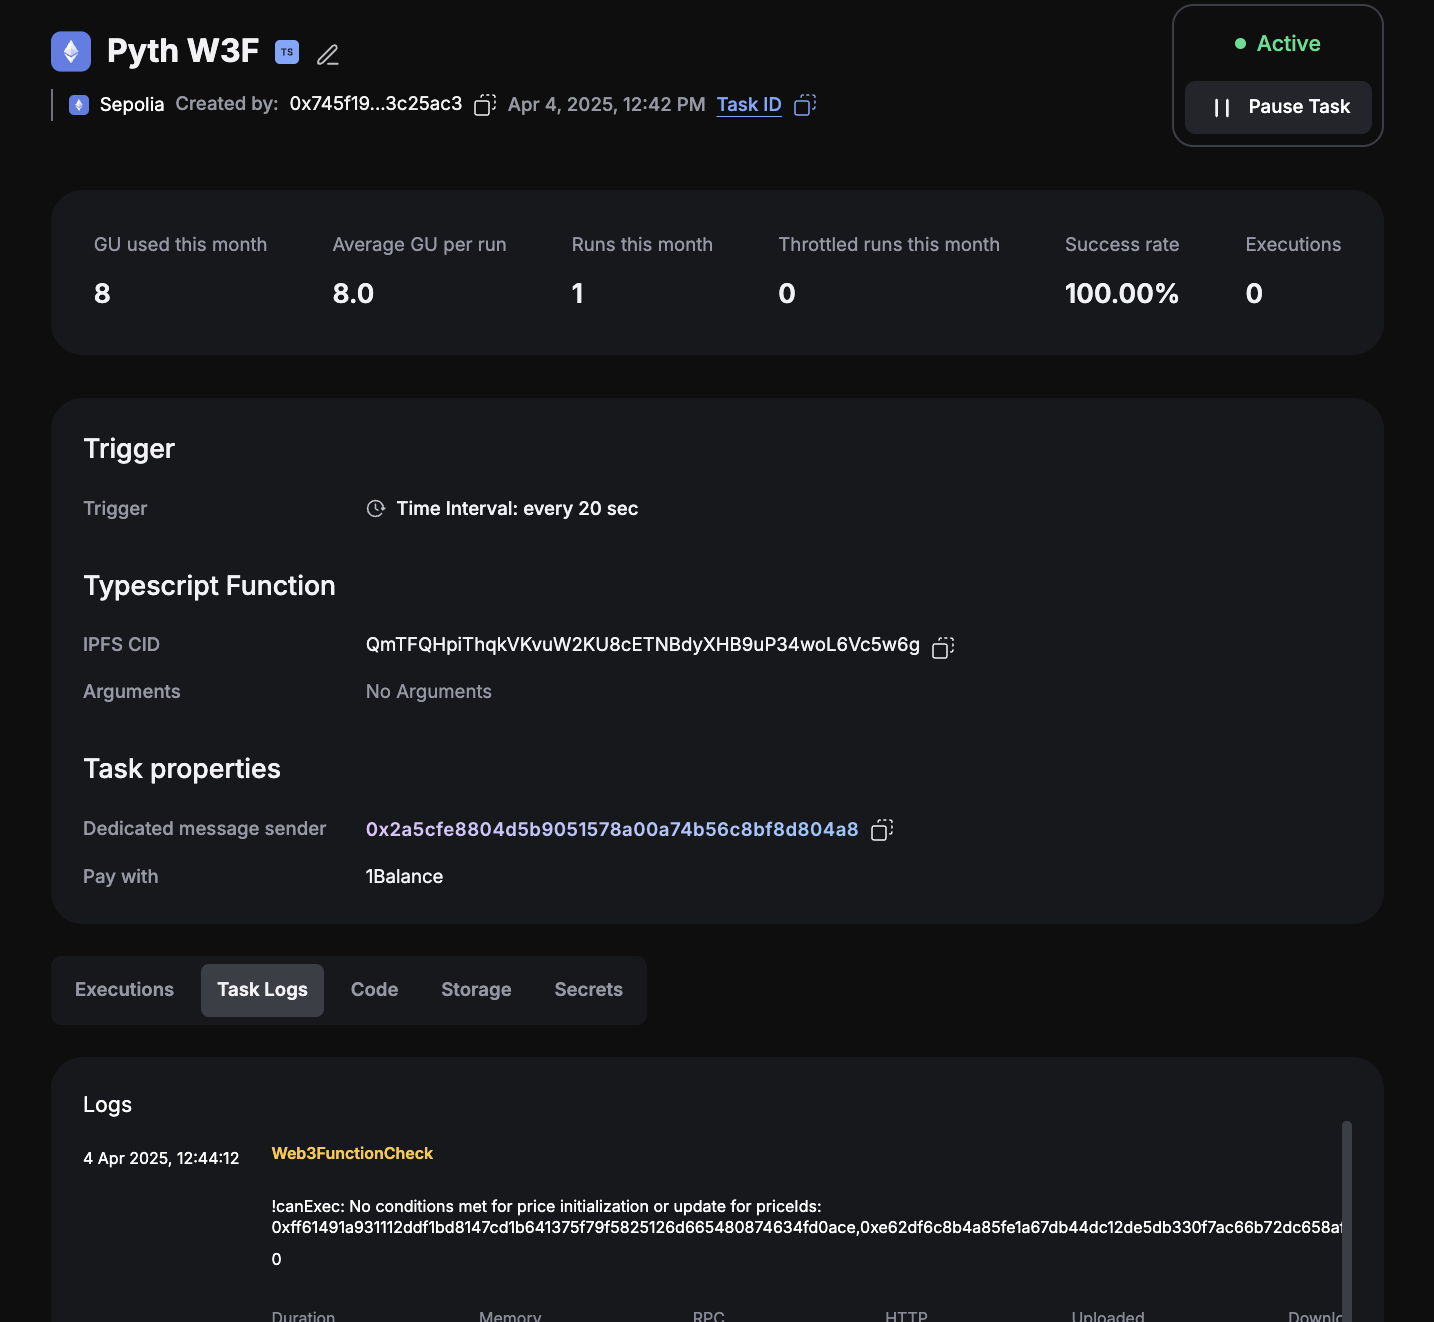 Pyth W3F TS
Sepolia Created by: 0x745f19...3c25ac3 Apr 4, 2025, 12:42 PM Task ID
Active
Pause Task
GU used this month Average GU per run Runs this month Throttled runs this month Success rate Executions
8 8.0 1 0 100.00% 0
Trigger
Trigger Time Interval: every 20 sec
Typescript Function
IPFS CID QmTFQHpiThqkVKvuW2KU8cETNBdyXHB9uP34woL6Vc5w6g
Arguments No Arguments
Task properties
Dedicated message sender 0x2a5cfe8804d5b9051578a00a74b56c8bf8d804a8
Pay with 1Balance
Executions Task Logs Code Storage Secrets
Logs
4 Apr 2025, 12:44:12 Web3FunctionCheck
!canExec: No conditions met for price initialization or update for priceIds:
0xff61491a931112ddf1bd8147cd1b641375f79f5825126d665480874634fd0ace,0xe62df6c8b4a85fe1a67db44dc12de5db330f7ac66b72dc658a
0
Duration Memory RPC HTTP Uploaded Downlo